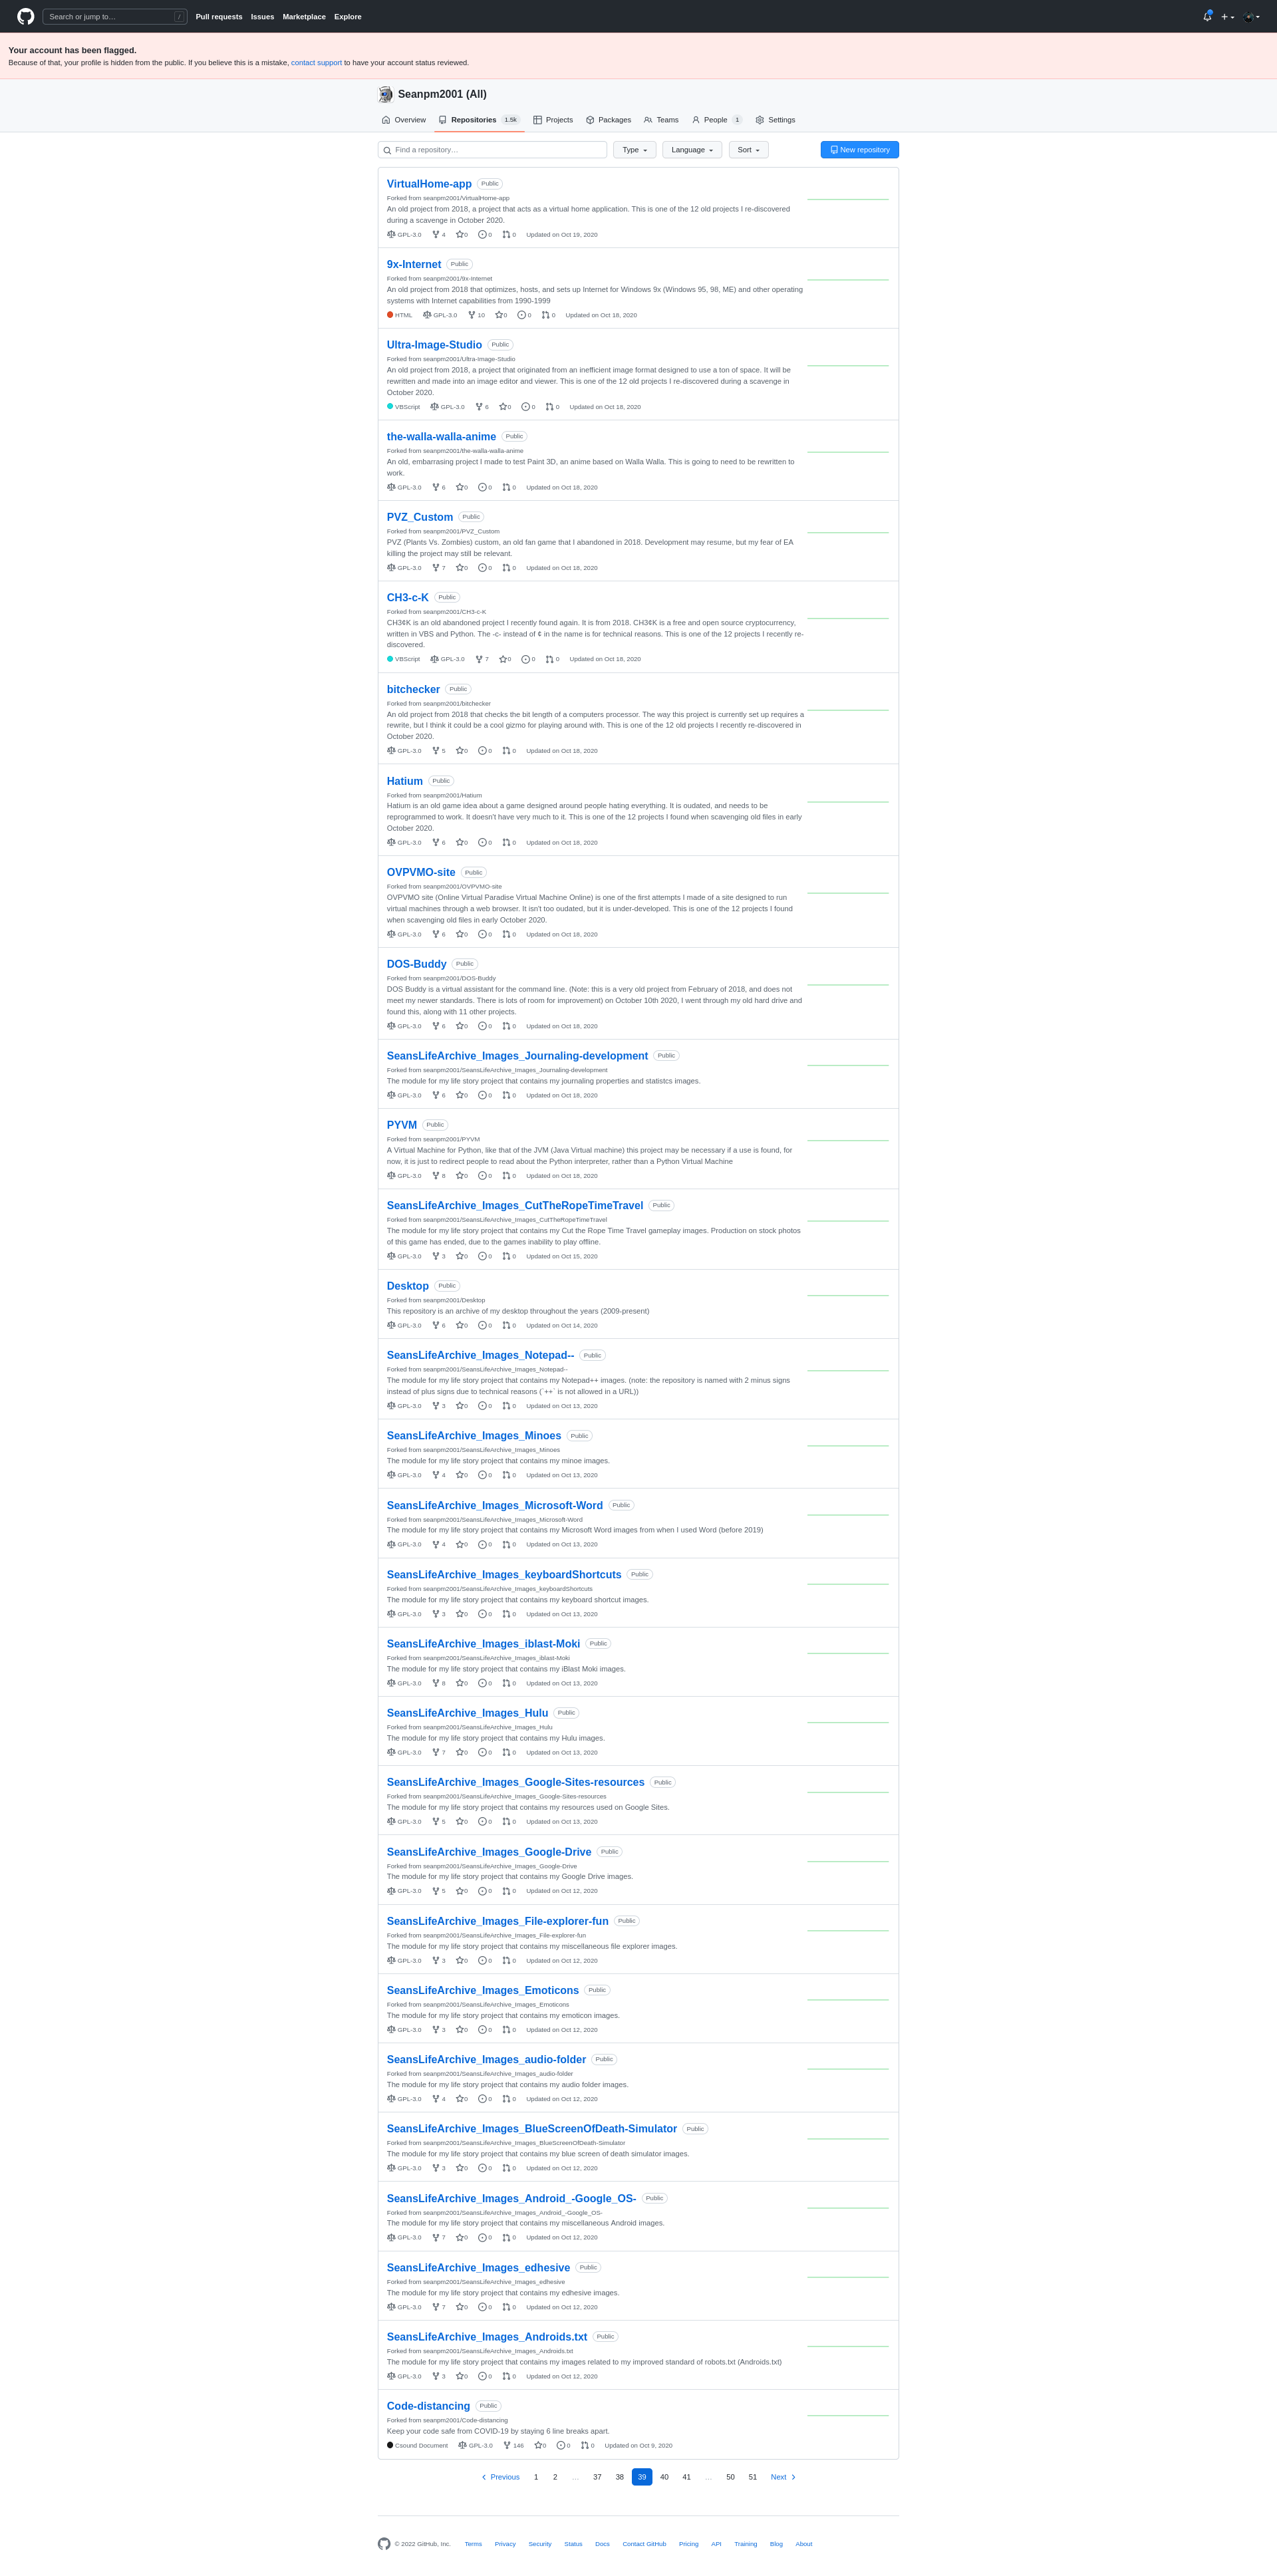 Search or jump to… /
Pull requests Issues Marketplace Explore
Your account has been flagged.
Because of that, your profile is hidden from the public. If you believe this is a mistake, contact support to have your account status reviewed.
Seanpm2001 (All)
Overview Repositories 1.5k Projects Packages Teams People 1 Settings
Find a repository… Type Language Sort New repository
VirtualHome-app Public
Forked from seanpm2001/VirtualHome-app
An old project from 2018, a project that acts as a virtual home application. This is one of the 12 old projects I re-discovered
during a scavenge in October 2020.
GPL-3.0 4 0 0 0 Updated on Oct 19, 2020
9x-Internet Public
Forked from seanpm2001/9x-Internet
An old project from 2018 that optimizes, hosts, and sets up Internet for Windows 9x (Windows 95, 98, ME) and other operating
systems with Internet capabilities from 1990-1999
HTML GPL-3.0 10 0 0 0 Updated on Oct 18, 2020
Ultra-Image-Studio Public
Forked from seanpm2001/Ultra-Image-Studio
An old project from 2018, a project that originated from an inefficient image format designed to use a ton of space. It will be
rewritten and made into an image editor and viewer. This is one of the 12 old projects I re-discovered during a scavenge in
October 2020.
VBScript GPL-3.0 6 0 0 0 Updated on Oct 18, 2020
the-walla-walla-anime Public
Forked from seanpm2001/the-walla-walla-anime
An old, embarrasing project I made to test Paint 3D, an anime based on Walla Walla. This is going to need to be rewritten to
work.
GPL-3.0 6 0 0 0 Updated on Oct 18, 2020
PVZ_Custom Public
Forked from seanpm2001/PVZ_Custom
PVZ (Plants Vs. Zombies) custom, an old fan game that I abandoned in 2018. Development may resume, but my fear of EA
killing the project may still be relevant.
GPL-3.0 7 0 0 0 Updated on Oct 18, 2020
CH3-c-K Public
Forked from seanpm2001/CH3-c-K
CH3¢K is an old abandoned project I recently found again. It is from 2018. CH3¢K is a free and open source cryptocurrency,
written in VBS and Python. The -c- instead of ¢ in the name is for technical reasons. This is one of the 12 projects I recently re-
discovered.
VBScript GPL-3.0 7 0 0 0 Updated on Oct 18, 2020
bitchecker Public
Forked from seanpm2001/bitchecker
An old project from 2018 that checks the bit length of a computers processor. The way this project is currently set up requires a
rewrite, but I think it could be a cool gizmo for playing around with. This is one of the 12 old projects I recently re-discovered in
October 2020.
GPL-3.0 5 0 0 0 Updated on Oct 18, 2020
Hatium Public
Forked from seanpm2001/Hatium
Hatium is an old game idea about a game designed around people hating everything. It is oudated, and needs to be
reprogrammed to work. It doesn't have very much to it. This is one of the 12 projects I found when scavenging old files in early
October 2020.
GPL-3.0 6 0 0 0 Updated on Oct 18, 2020
OVPVMO-site Public
Forked from seanpm2001/OVPVMO-site
OVPVMO site (Online Virtual Paradise Virtual Machine Online) is one of the first attempts I made of a site designed to run
virtual machines through a web browser. It isn't too oudated, but it is under-developed. This is one of the 12 projects I found
when scavenging old files in early October 2020.
GPL-3.0 6 0 0 0 Updated on Oct 18, 2020
DOS-Buddy Public
Forked from seanpm2001/DOS-Buddy
DOS Buddy is a virtual assistant for the command line. (Note: this is a very old project from February of 2018, and does not
meet my newer standards. There is lots of room for improvement) on October 10th 2020, I went through my old hard drive and
found this, along with 11 other projects.
GPL-3.0 6 0 0 0 Updated on Oct 18, 2020
SeansLifeArchive_Images_Journaling-development Public
Forked from seanpm2001/SeansLifeArchive_Images_Journaling-development
The module for my life story project that contains my journaling properties and statistcs images.
GPL-3.0 6 0 0 0 Updated on Oct 18, 2020
PYVM Public
Forked from seanpm2001/PYVM
A Virtual Machine for Python, like that of the JVM (Java Virtual machine) this project may be necessary if a use is found, for
now, it is just to redirect people to read about the Python interpreter, rather than a Python Virtual Machine
GPL-3.0 8 0 0 0 Updated on Oct 18, 2020
SeansLifeArchive_Images_CutTheRopeTimeTravel Public
Forked from seanpm2001/SeansLifeArchive_Images_CutTheRopeTimeTravel
The module for my life story project that contains my Cut the Rope Time Travel gameplay images. Production on stock photos
of this game has ended, due to the games inability to play offline.
GPL-3.0 3 0 0 0 Updated on Oct 15, 2020
Desktop Public
Forked from seanpm2001/Desktop
This repository is an archive of my desktop throughout the years (2009-present)
GPL-3.0 6 0 0 0 Updated on Oct 14, 2020
SeansLifeArchive_Images_Notepad-- Public
Forked from seanpm2001/SeansLifeArchive_Images_Notepad--
The module for my life story project that contains my Notepad++ images. (note: the repository is named with 2 minus signs
instead of plus signs due to technical reasons (`++` is not allowed in a URL))
GPL-3.0 3 0 0 0 Updated on Oct 13, 2020
SeansLifeArchive_Images_Minoes Public
Forked from seanpm2001/SeansLifeArchive_Images_Minoes
The module for my life story project that contains my minoe images.
GPL-3.0 4 0 0 0 Updated on Oct 13, 2020
SeansLifeArchive_Images_Microsoft-Word Public
Forked from seanpm2001/SeansLifeArchive_Images_Microsoft-Word
The module for my life story project that contains my Microsoft Word images from when I used Word (before 2019)
GPL-3.0 4 0 0 0 Updated on Oct 13, 2020
SeansLifeArchive_Images_keyboardShortcuts Public
Forked from seanpm2001/SeansLifeArchive_Images_keyboardShortcuts
The module for my life story project that contains my keyboard shortcut images.
GPL-3.0 3 0 0 0 Updated on Oct 13, 2020
SeansLifeArchive_Images_iblast-Moki Public
Forked from seanpm2001/SeansLifeArchive_Images_iblast-Moki
The module for my life story project that contains my iBlast Moki images.
GPL-3.0 8 0 0 0 Updated on Oct 13, 2020
SeansLifeArchive_Images_Hulu Public
Forked from seanpm2001/SeansLifeArchive_Images_Hulu
The module for my life story project that contains my Hulu images.
GPL-3.0 7 0 0 0 Updated on Oct 13, 2020
SeansLifeArchive_Images_Google-Sites-resources Public
Forked from seanpm2001/SeansLifeArchive_Images_Google-Sites-resources
The module for my life story project that contains my resources used on Google Sites.
GPL-3.0 5 0 0 0 Updated on Oct 13, 2020
SeansLifeArchive_Images_Google-Drive Public
Forked from seanpm2001/SeansLifeArchive_Images_Google-Drive
The module for my life story project that contains my Google Drive images.
GPL-3.0 5 0 0 0 Updated on Oct 12, 2020
SeansLifeArchive_Images_File-explorer-fun Public
Forked from seanpm2001/SeansLifeArchive_Images_File-explorer-fun
The module for my life story project that contains my miscellaneous file explorer images.
GPL-3.0 3 0 0 0 Updated on Oct 12, 2020
SeansLifeArchive_Images_Emoticons Public
Forked from seanpm2001/SeansLifeArchive_Images_Emoticons
The module for my life story project that contains my emoticon images.
GPL-3.0 3 0 0 0 Updated on Oct 12, 2020
SeansLifeArchive_Images_audio-folder Public
Forked from seanpm2001/SeansLifeArchive_Images_audio-folder
The module for my life story project that contains my audio folder images.
GPL-3.0 4 0 0 0 Updated on Oct 12, 2020
SeansLifeArchive_Images_BlueScreenOfDeath-Simulator Public
Forked from seanpm2001/SeansLifeArchive_Images_BlueScreenOfDeath-Simulator
The module for my life story project that contains my blue screen of death simulator images.
GPL-3.0 3 0 0 0 Updated on Oct 12, 2020
SeansLifeArchive_Images_Android_-Google_OS- Public
Forked from seanpm2001/SeansLifeArchive_Images_Android_-Google_OS-
The module for my life story project that contains my miscellaneous Android images.
GPL-3.0 7 0 0 0 Updated on Oct 12, 2020
SeansLifeArchive_Images_edhesive Public
Forked from seanpm2001/SeansLifeArchive_Images_edhesive
The module for my life story project that contains my edhesive images.
GPL-3.0 7 0 0 0 Updated on Oct 12, 2020
SeansLifeArchive_Images_Androids.txt Public
Forked from seanpm2001/SeansLifeArchive_Images_Androids.txt
The module for my life story project that contains my images related to my improved standard of robots.txt (Androids.txt)
GPL-3.0 3 0 0 0 Updated on Oct 12, 2020
Code-distancing Public
Forked from seanpm2001/Code-distancing
Keep your code safe from COVID-19 by staying 6 line breaks apart.
Csound Document GPL-3.0 146 0 0 0 Updated on Oct 9, 2020
Previous 1 2 … 37 38 39 40 41 … 50 51 Next
© 2022 GitHub, Inc. Terms Privacy Security Status Docs Contact GitHub Pricing API Training Blog About